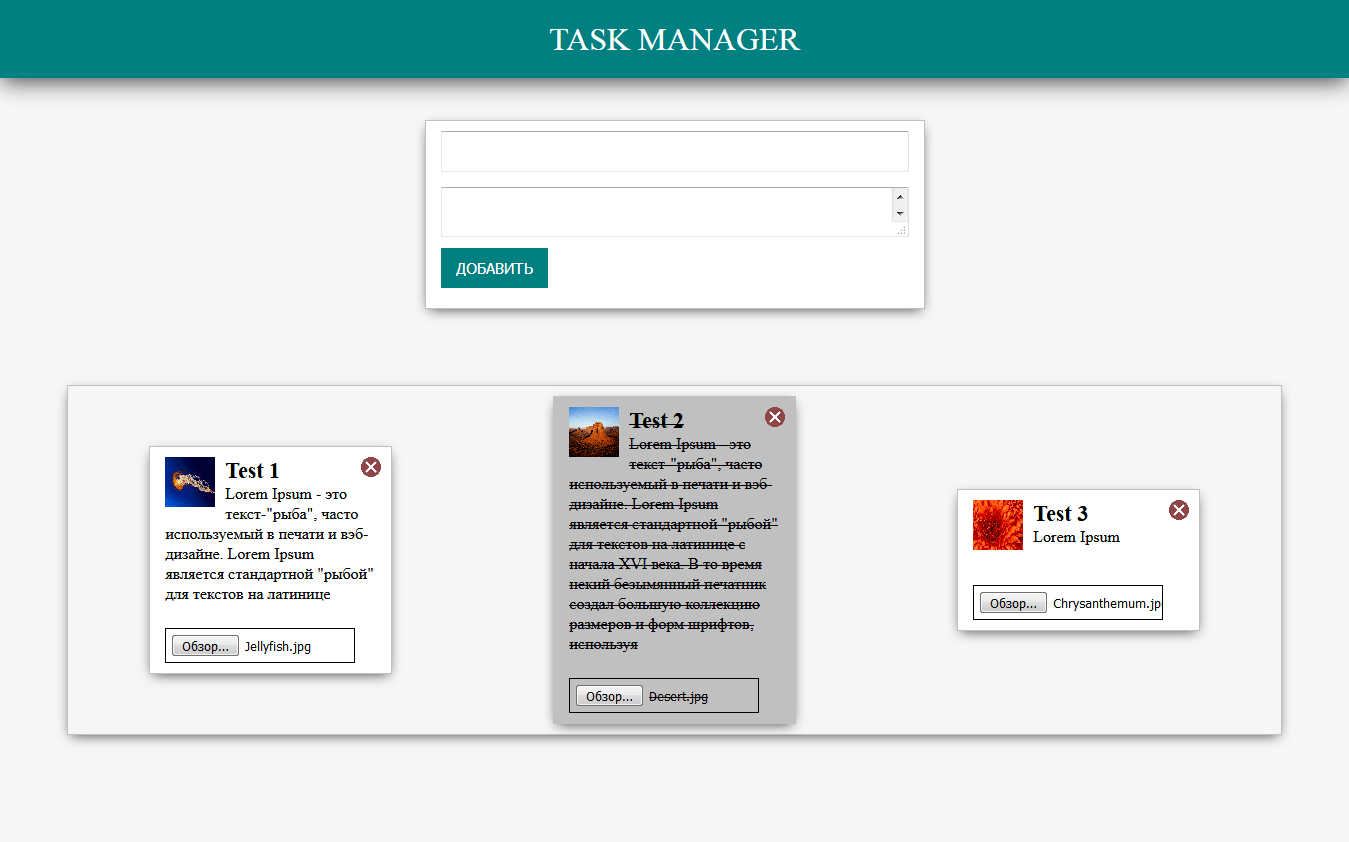 TASK MANAGER
ДОБАВИТЬ
Test 1
Lorem Ipsum - это
текст-"рыба", часто
используемый в печати и вэб-
дизайне. Lorem Ipsum
является стандартной "рыбой"
для текстов на латинице
Обзор... Jellyfish.jpg
Test 2
Lorem Ipsum - это
текст-"рыба", часто
используемый в печати и вэб-
дизайне. Lorem Ipsum
является стандартной "рыбой"
для текстов на латинице с
начала XVI века. В то время
некий безымянный печатник
создал большую коллекцию
размеров и форм шрифтов,
используя
Обзор... Desert.jpg
Test 3
Lorem Ipsum
Обзор... Chrysanthemum.jp